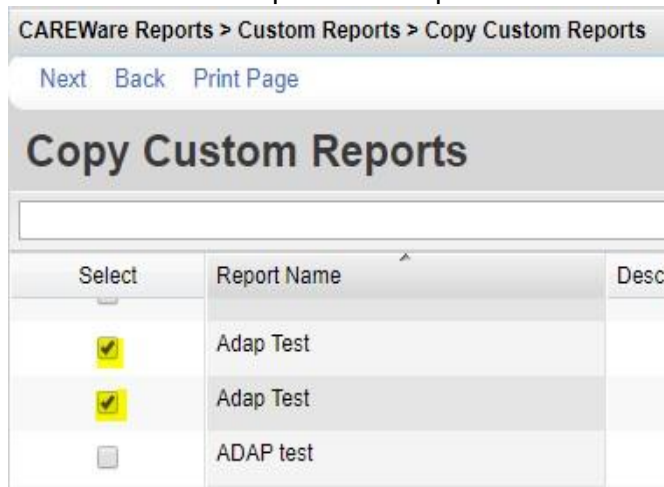 CAREWare Reports > Custom Reports > Copy Custom Reports
Next Back Print Page
Copy Custom Reports
Select Report Name Desc
Adap Test
Adap Test
ADAP test